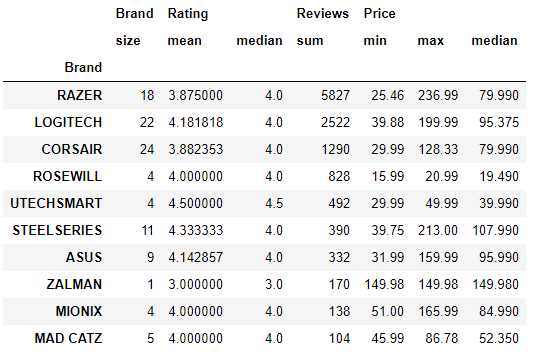 Brand Rating Reviews Price
size mean median sum min max median
Brand
RAZER 18 3.875000 4.0 5827 25.46 236.99 79.990
LOGITECH 22 4.181818 4.0 2522 39.88 199.99 95.375
CORSAIR 24 3.882353 4.0 1290 29.99 128.33 79.990
ROSEWILL 4 4.000000 4.0 828 15.99 20.99 19.490
UTECHSMART 4 4.500000 4.5 492 29.99 49.99 39.990
STEELSERIES 11 4.333333 4.0 390 39.75 213.00 107.990
ASUS 9 4.142857 4.0 332 31.99 159.99 95.990
ZALMAN 1 3.000000 3.0 170 149.98 149.98 149.980
MIONIX 4 4.000000 4.0 138 51.00 165.99 84.990
MAD CATZ 5 4.000000 4.0 104 45.99 86.78 52.350